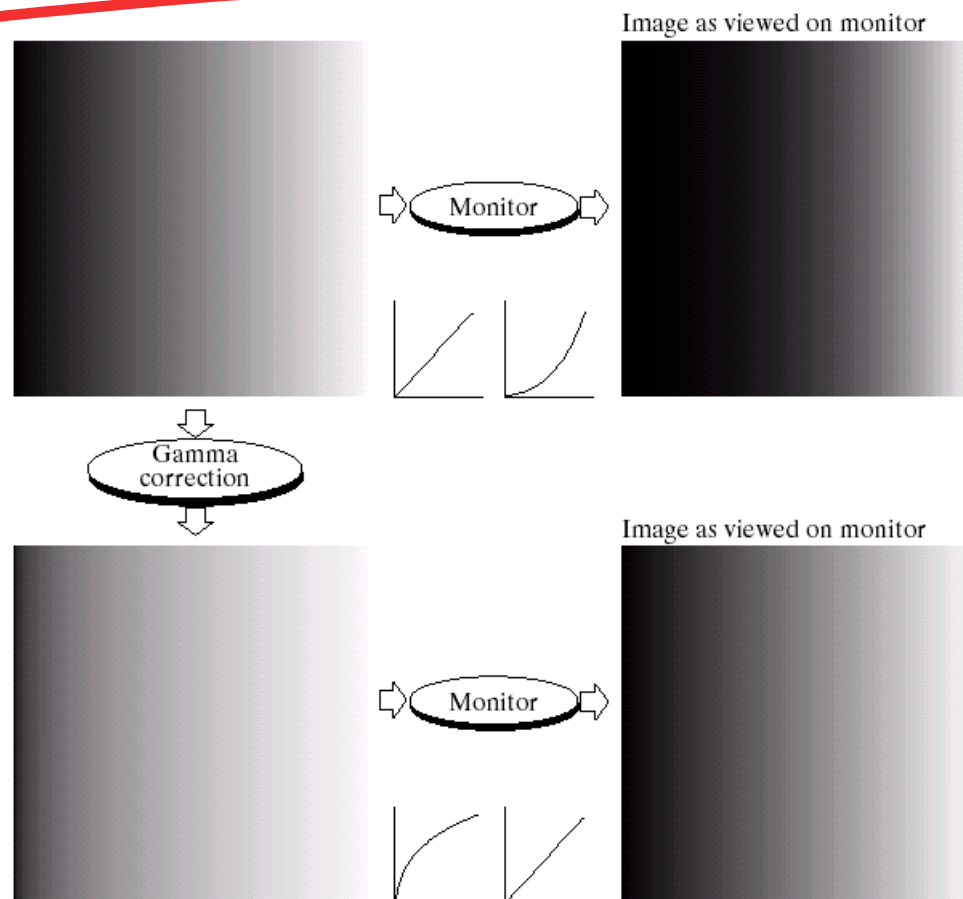 Image as viewed on monitor
Monitor
Gamma
correction
Image as viewed on monitor
Monitor